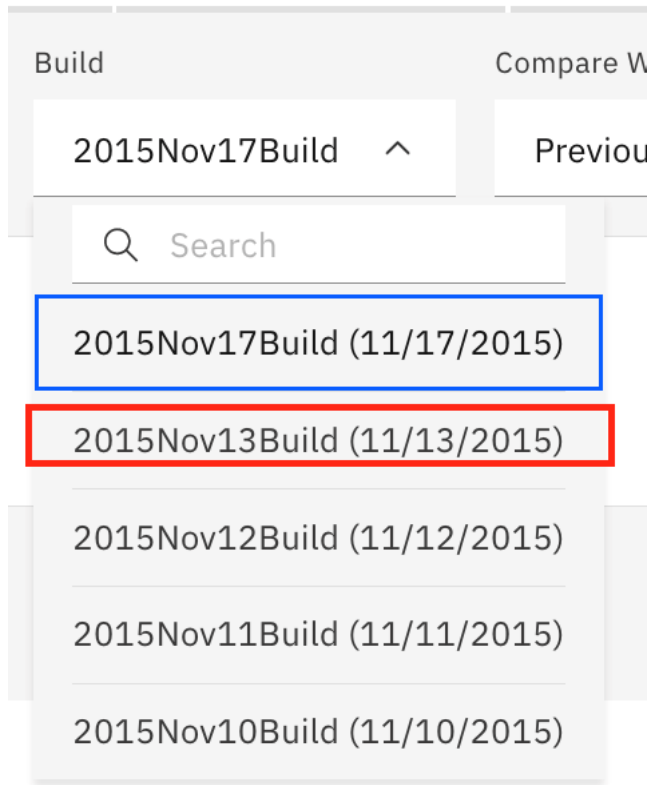 Build
Compare W
2015Nov17Build
Previou
Search
2015Nov17Build (11/17/2015)
2015Nov13Build (11/13/2015)
2015Nov12Build (11/12/2015)
2015Nov11Build (11/11/2015)
2015Nov10Build (11/10/2015)